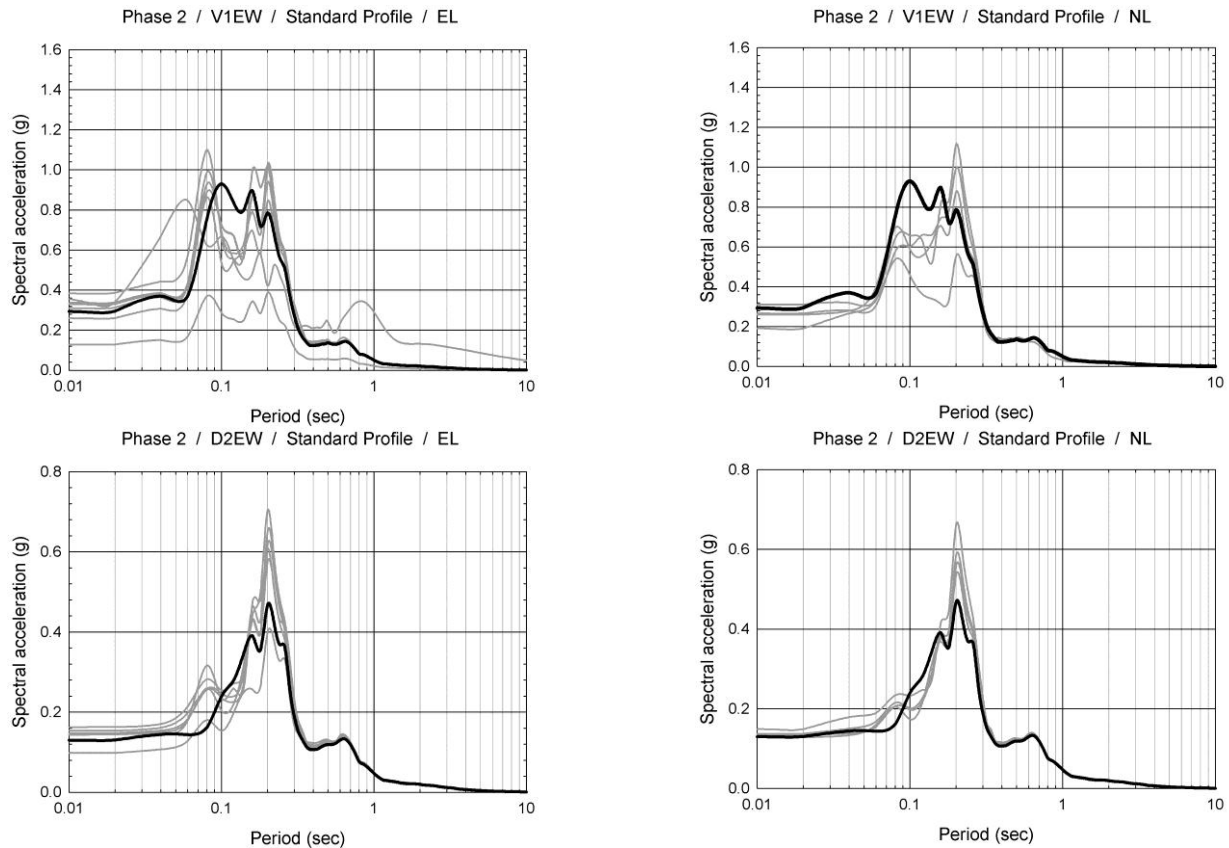 Phase 2 / V1EW / Standard Profile / EL
1.6
1.4
1.2
1.0
0.8
0.6
0.4
0.2
0.0
Spectral acceleration (g)
0.01 0.1 1 10
Period (sec)
Phase 2 / V1EW / Standard Profile / NL
1.6
1.4
1.2
1.0
0.8
0.6
0.4
0.2
0.0
Spectral acceleration (g)
0.01 0.1 1 10
Period (sec)
Phase 2 / D2EW / Standard Profile / EL
0.8
0.6
0.4
0.2
0.0
Spectral acceleration (g)
0.01 0.1 1 10
Period (sec)
Phase 2 / D2EW / Standard Profile / NL
0.8
0.6
0.4
0.2
0.0
Spectral acceleration (g)
0.01 0.1 1 10
Period (sec)